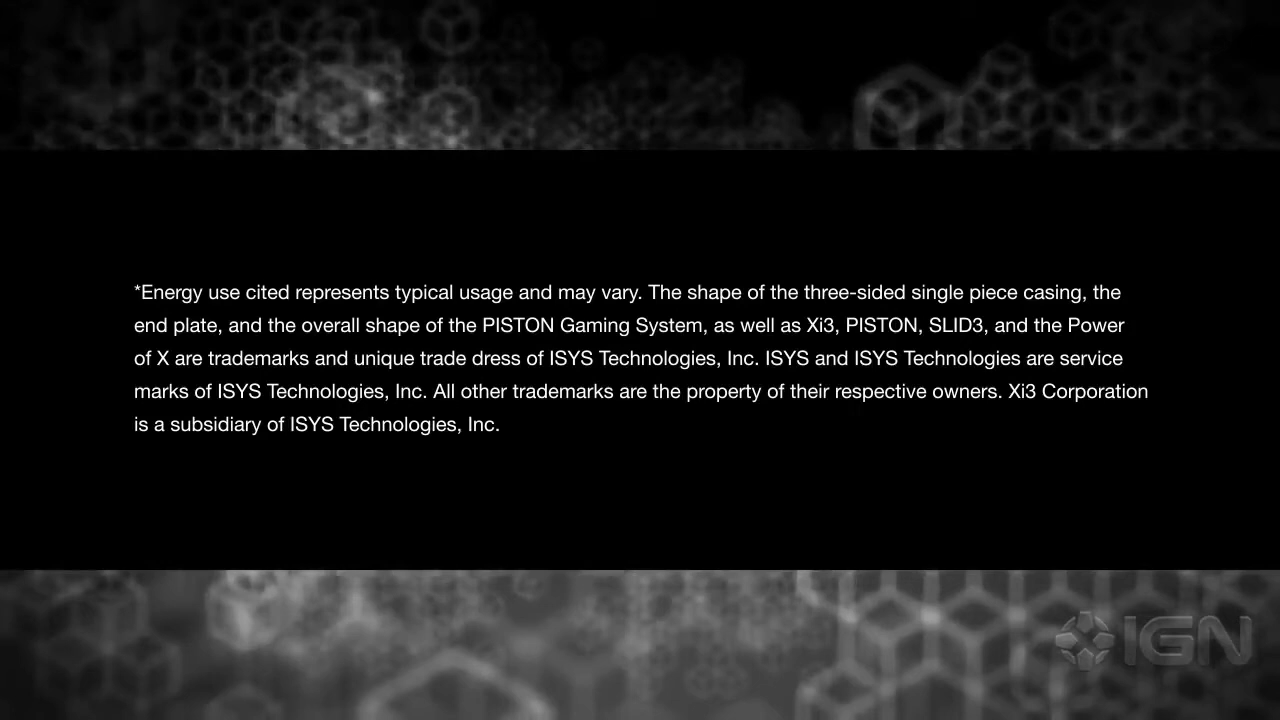 *Energy use cited represents typical usage and may vary. The shape of the three-sided single piece casing, the
end plate, and the overall shape of the PISTON Gaming System, as well as Xi3, PISTON, SLID3, and the Power
of X are trademarks and unique trade dress of ISYS Technologies, Inc. ISYS and ISYS Technologies are service
marks of ISYS Technologies, Inc. All other trademarks are the property of their respective owners. Xi3 Corporation
is a subsidiary of ISYS Technologies, Inc.
IGN